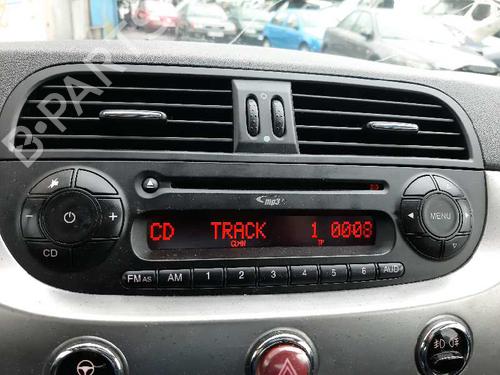 B-PARTS
mp3
CD TRACK 1 0008
TP
MENU
CD
FM AS AM 1 2 3 4 5 6 AUD